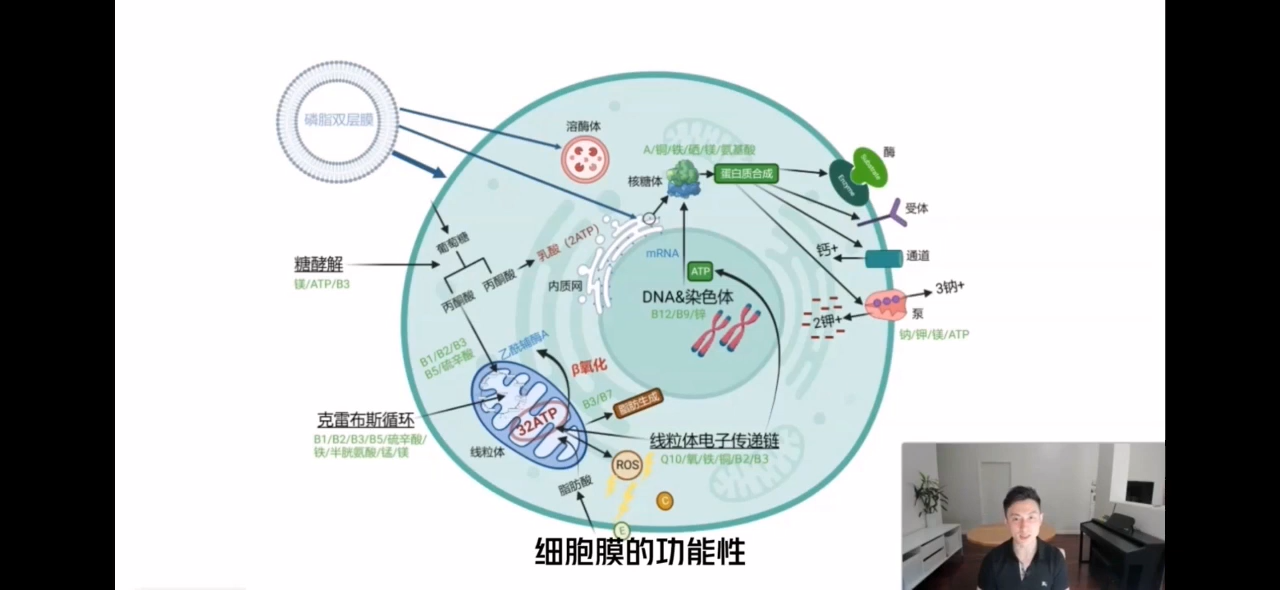 磷脂双层膜
溶酶体
A/铜/铁/硒/镁/氨基酸
核糖体
蛋白质合成
Enzyme
Substrate
酶
受体
钙+
通道
3钠+
2钾+
泵
钠/钾/镁/ATP
葡萄糖
糖酵解
镁/ATP/B3
丙酮酸
丙酮酸
乳酸（2ATP）
内质网
mRNA
ATP
DNA&染色体
B12/B9/锌
B1/B2/B3
B5/硫辛酸
乙酰辅酶A
β氧化
B3/B7
脂肪生成
32ATP
克雷布斯循环
B1/B2/B3/B5/硫辛酸/
铁/半胱氨酸/锰/镁
线粒体
线粒体电子传递链
Q10/氧/铁/铜/B2/B3
ROS
脂肪酸
C
E
细胞膜的功能性